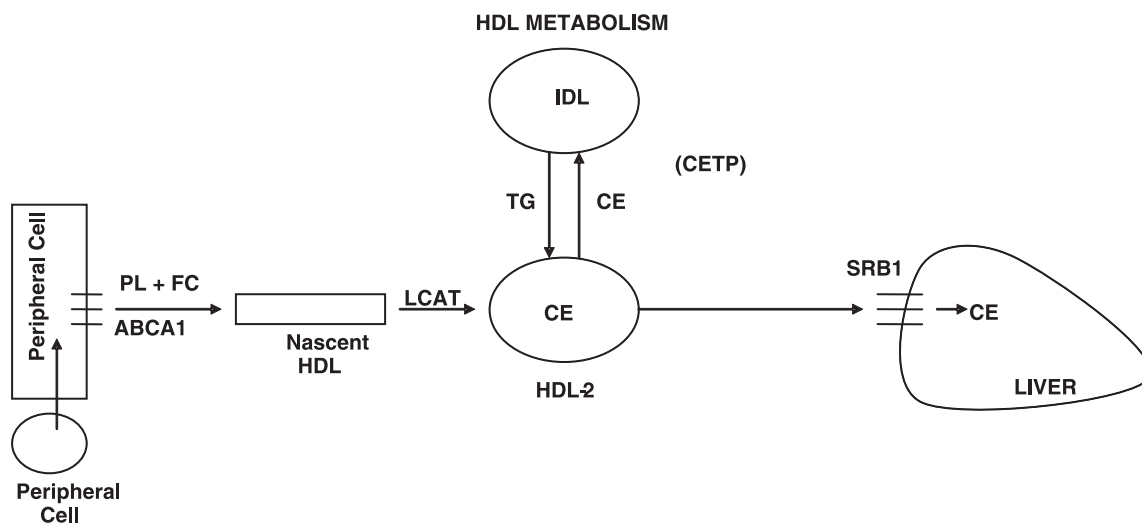 HDL METABOLISM
IDL
(CETP)
TG
CE
Peripheral Cell
PL + FC
ABCA1
Nascent
HDL
LCAT
CE
HDL-2
SRB1
CE
LIVER
Peripheral
Cell